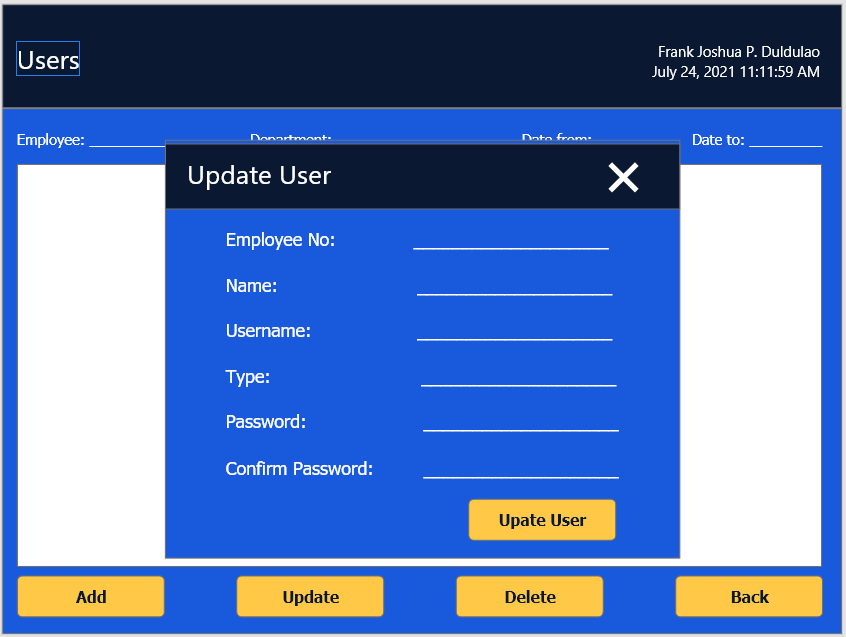 Users
Frank Joshua P. Duldulao
July 24, 2021 11:11:59 AM
Employee: __________ Department: Date from: Date to: __________
Update User
Employee No: ____________________
Name: ____________________
Username: ____________________
Type: ____________________
Password: ____________________
Confirm Password: ____________________
Upate User
Add Update Delete Back